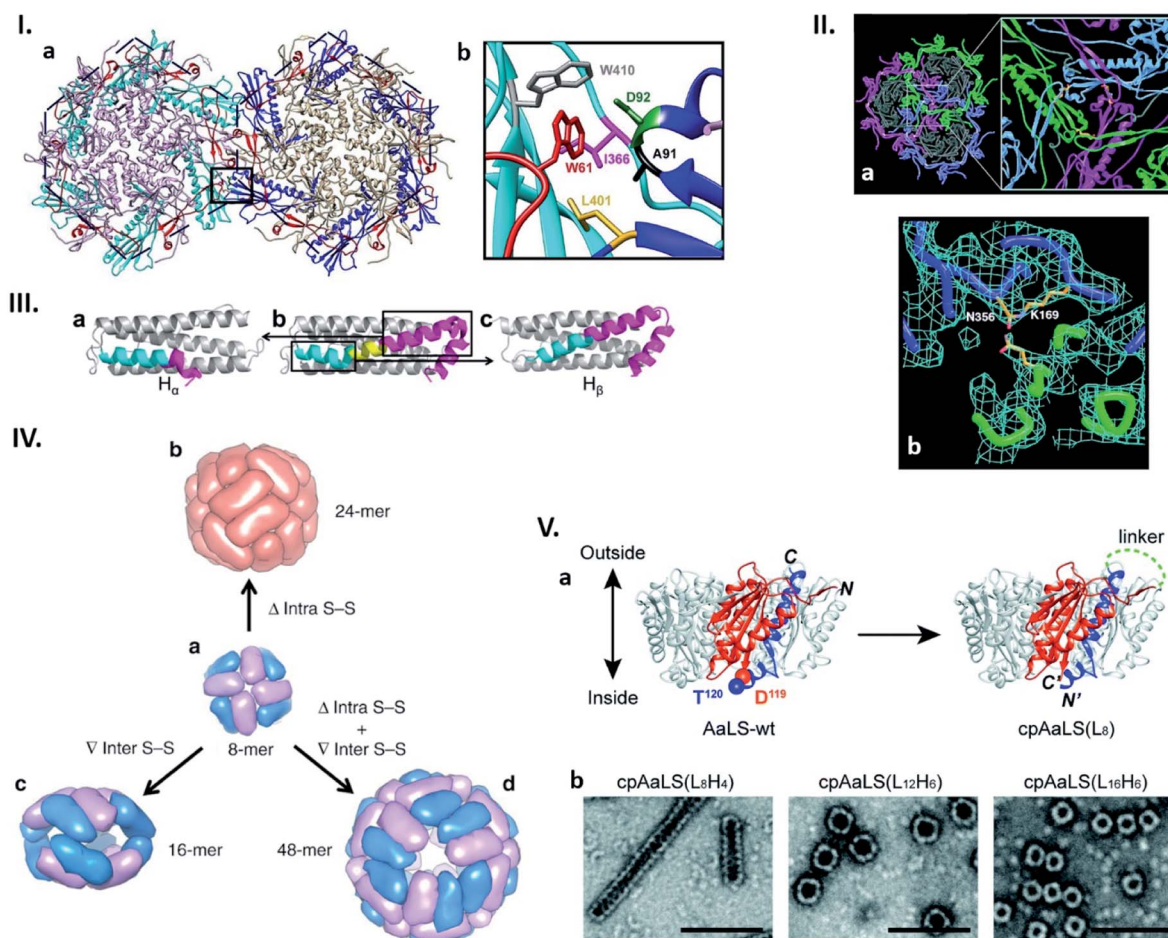 I.
a
b
W410
D92
I366
A91
W61
L401
II.
a
N356
K169
b
III.
a
b
c
Hα
Hβ
IV.
b
24-mer
Δ Intra S–S
a
8-mer
∇ Inter S–S
Δ Intra S–S
+
∇ Inter S–S
c
16-mer
48-mer
d
V.
a
Outside
Inside
C
N
T120
D119
AaLS-wt
linker
C'
N'
cpAaLS(L8)
b
cpAaLS(L8H4)
cpAaLS(L12H6)
cpAaLS(L16H6)